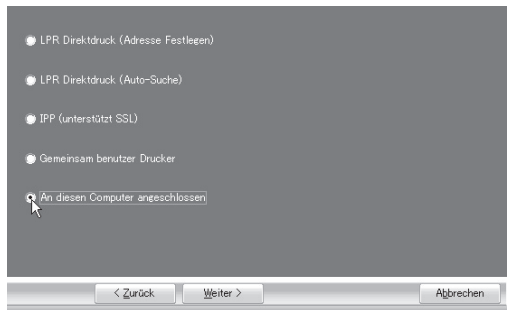 LPR Direktdruck (Adresse Festlegen)
LPR Direktdruck (Auto-Suche)
IPP (unterstützt SSL)
Gemeinsam benutzer Drucker
An diesen Computer angeschlossen
< Zurück Weiter > Abbrechen